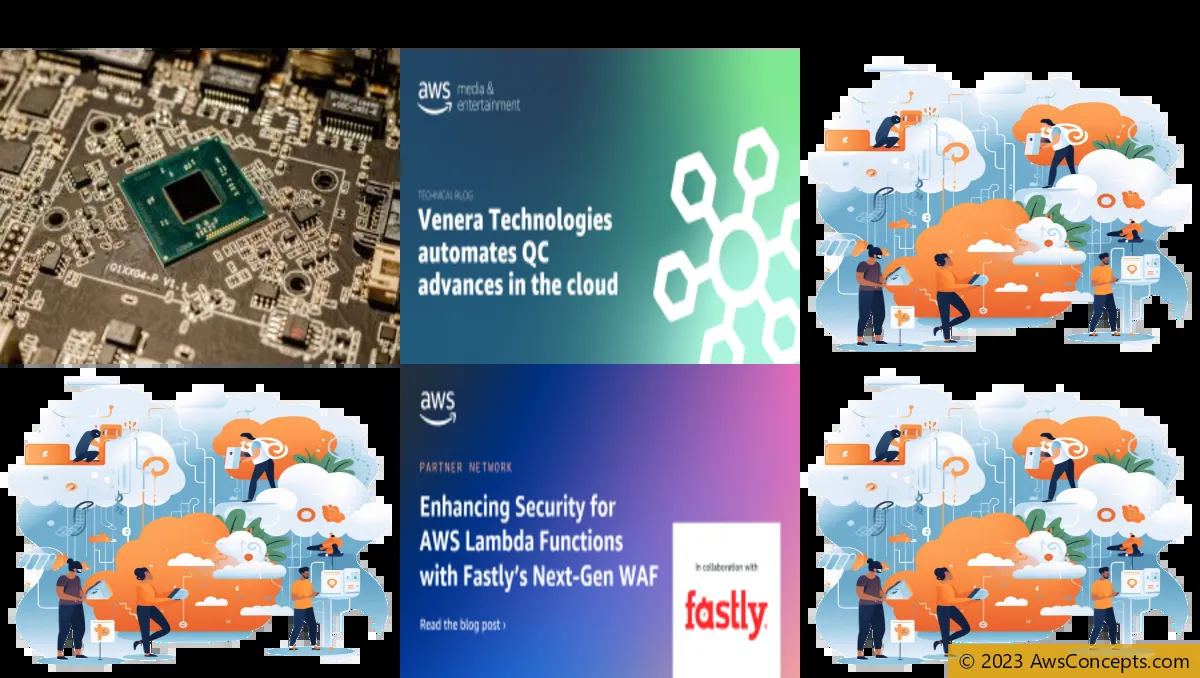 Q1XXG4-P
aws media &
entertainment
TECHNICAL BLOG
Venera Technologies
automates QC
advances in the cloud
aws
PARTNER NETWORK
Enhancing Security for
AWS Lambda Functions
with Fastly's Next-Gen WAF
Read the blog post ›
In collaboration with
fastly
© 2023 AwsConcepts.com